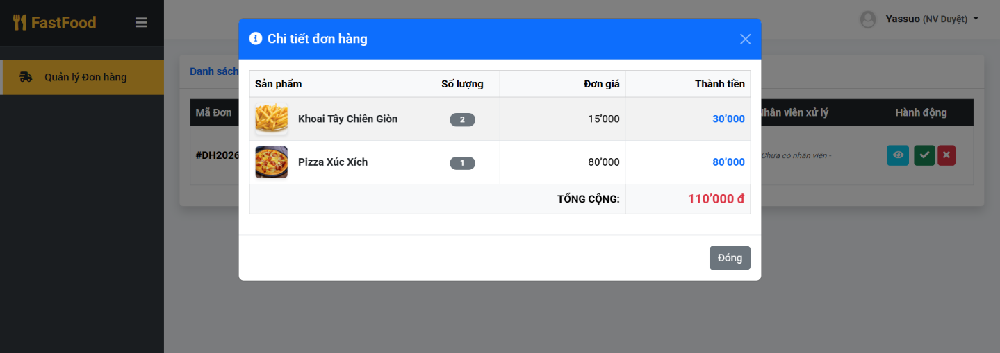 FastFood
Yassuo (NV Duyệt)
Quản lý Đơn hàng
Chi tiết đơn hàng
Danh sách
Sản phẩm Số lượng Đơn giá Thành tiền
Khoai Tây Chiên Giòn 2 15’000 30’000
Pizza Xúc Xích 1 80’000 80’000
TỔNG CỘNG: 110’000 đ
Đóng
Mã Đơn Nhân viên xử lý Hành động
#DH2026 Chưa có nhân viên -